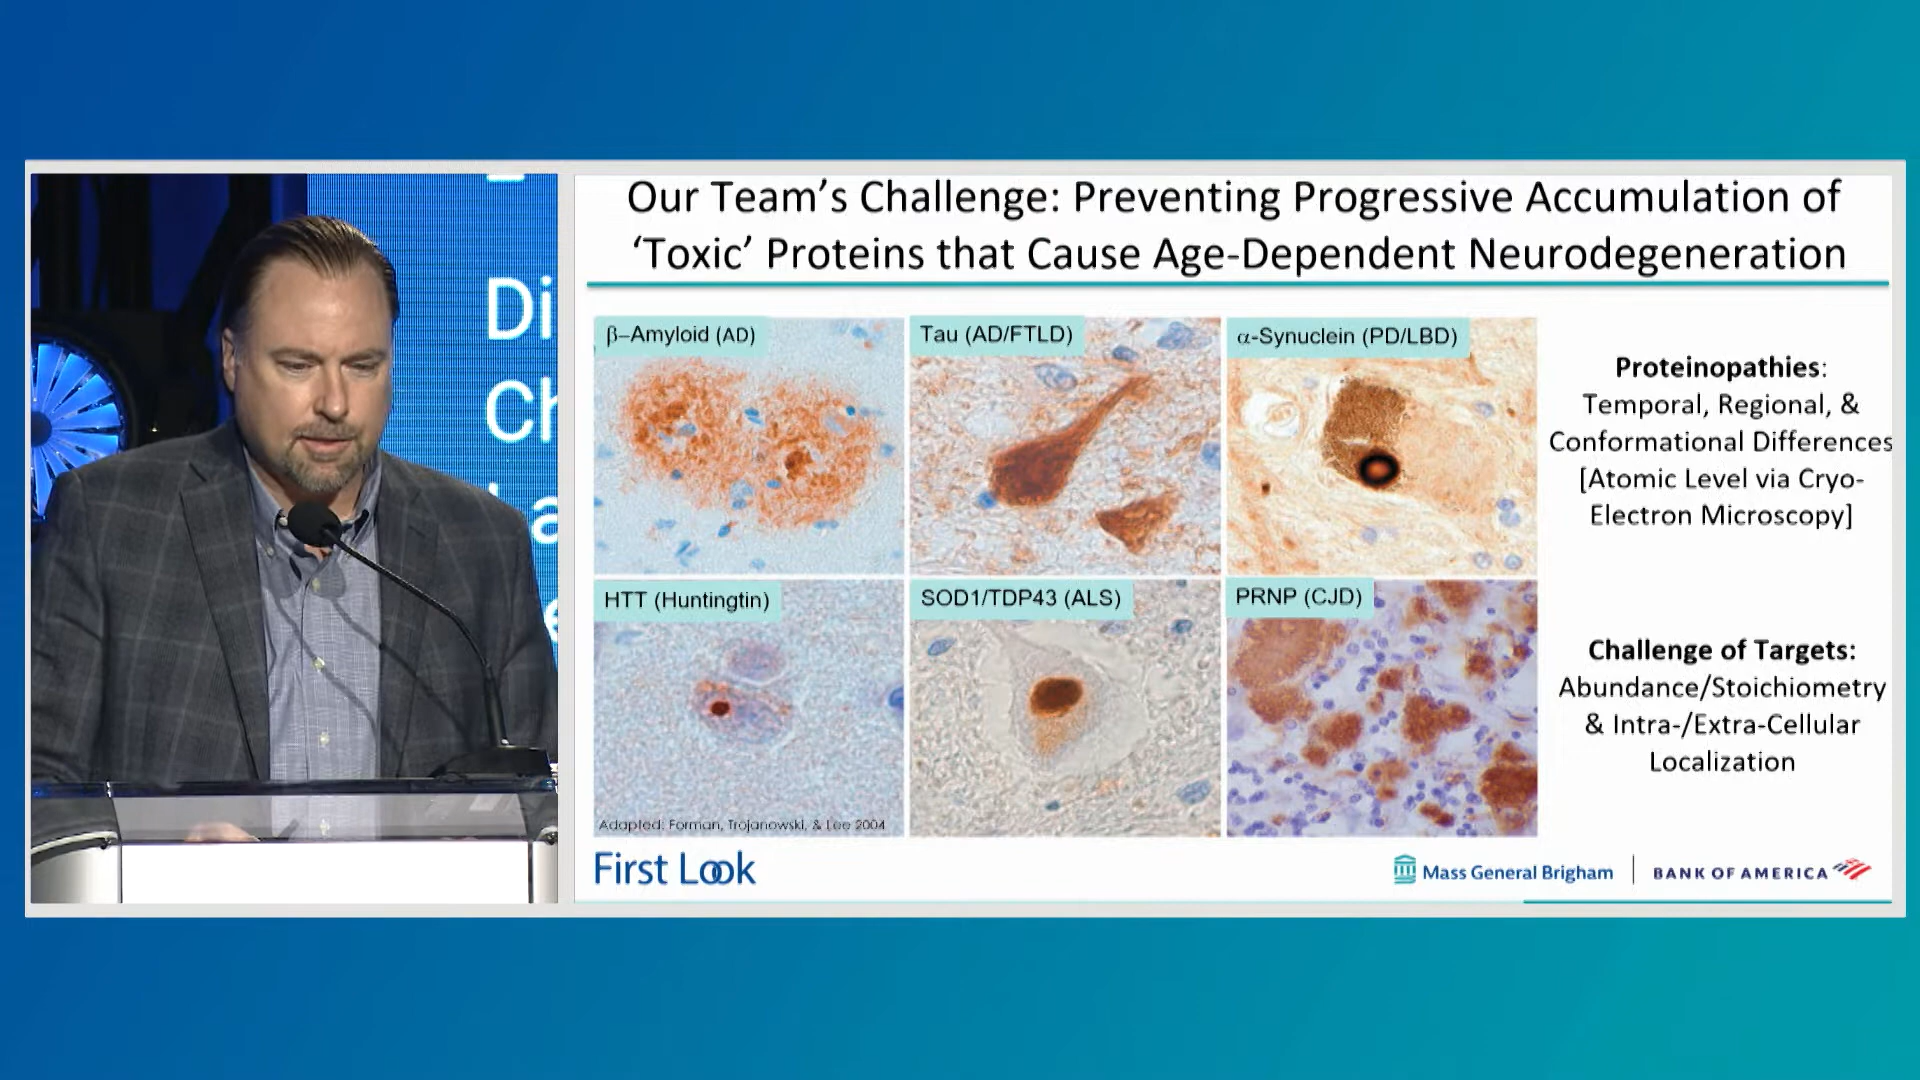 Di
Ch
Our Team’s Challenge: Preventing Progressive Accumulation of
‘Toxic’ Proteins that Cause Age-Dependent Neurodegeneration
β–Amyloid (AD)
Tau (AD/FTLD)
α-Synuclein (PD/LBD)
HTT (Huntingtin)
SOD1/TDP43 (ALS)
PRNP (CJD)
Adapted: Forman, Trojanowski, & Lee 2004
Proteinopathies:
Temporal, Regional, &
Conformational Differences
[Atomic Level via Cryo-
Electron Microscopy]
Challenge of Targets:
Abundance/Stoichiometry
& Intra-/Extra-Cellular
Localization
First Look
Mass General Brigham
BANK OF AMERICA